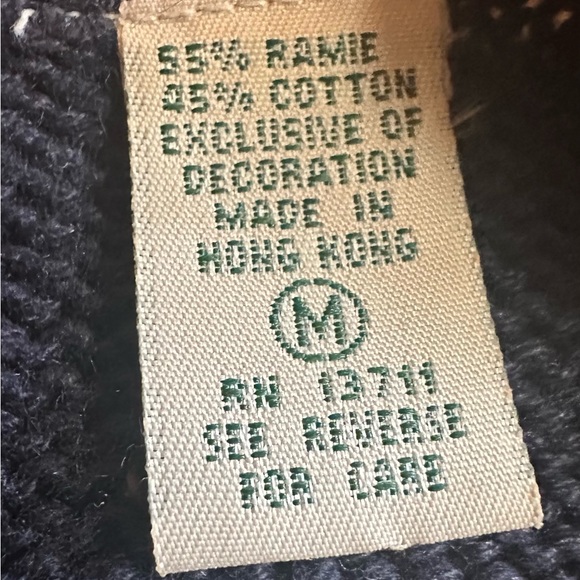 55% RAMIE
45% COTTON
EXCLUSIVE OF
DECORATION
MADE IN
HONG KONG
M
RN 13711
SEE REVERSE
FOR CARE